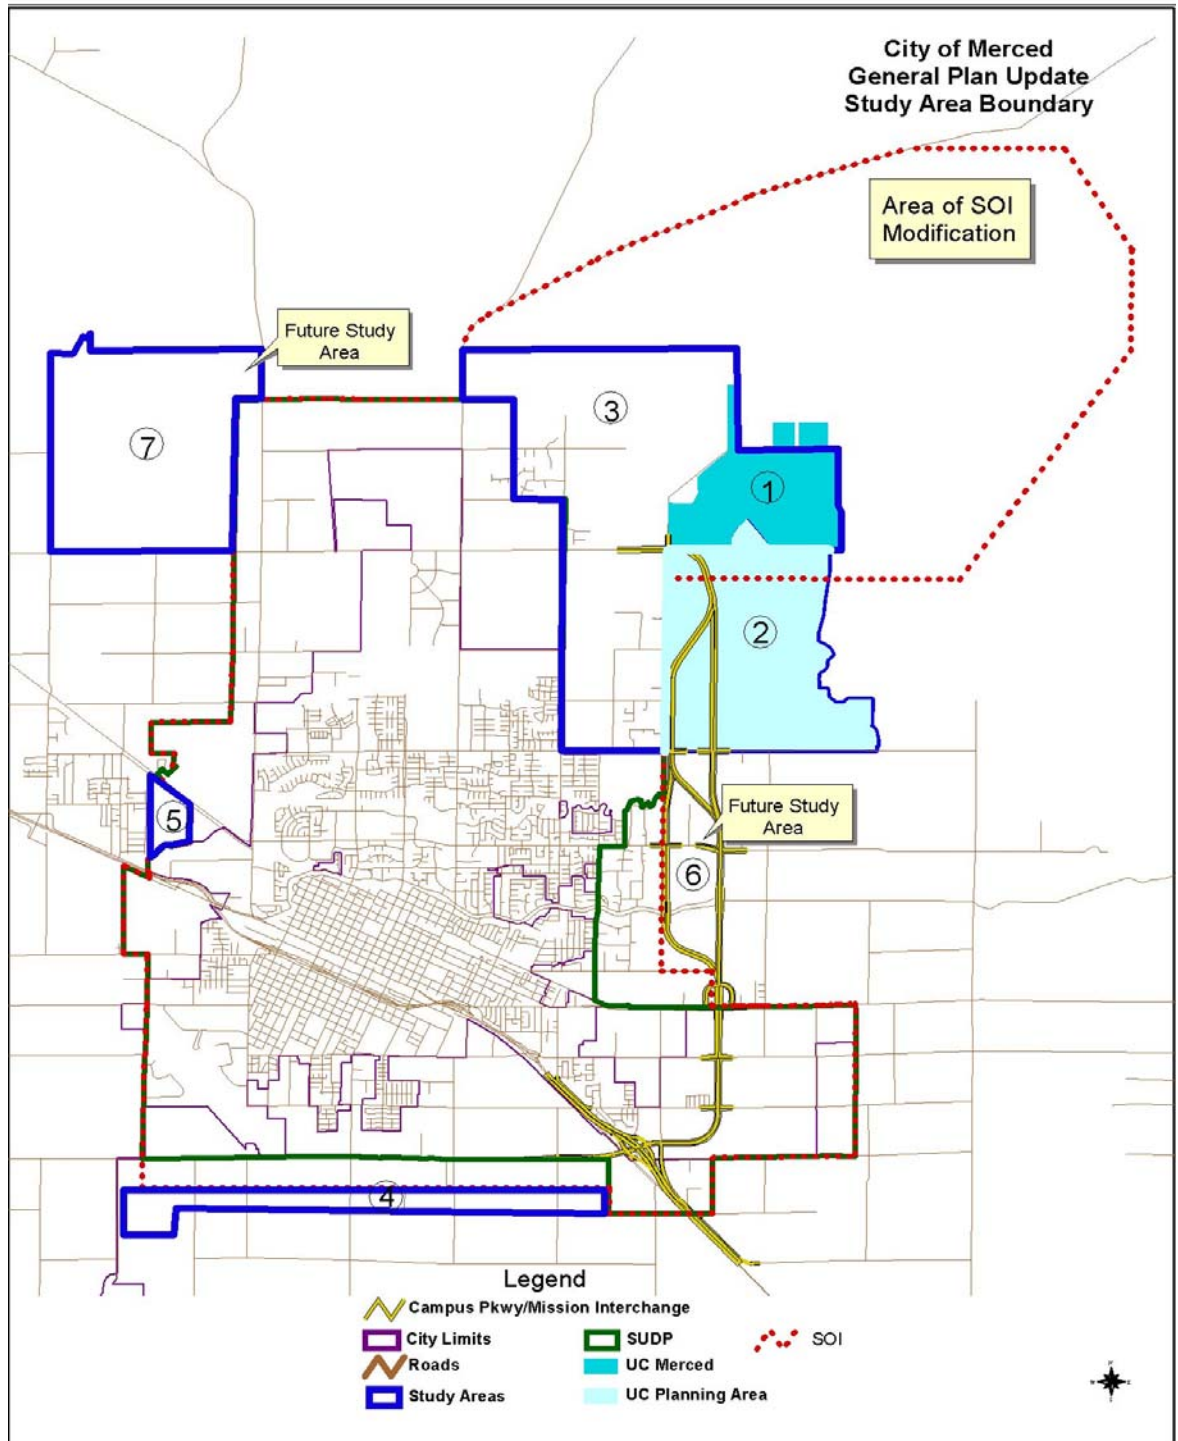 City of Merced
General Plan Update
Study Area Boundary
Area of SOI
Modification
Future Study
Area
3
7
1
2
Future Study
Area
5
6
4
Legend
Campus Pkwy/Mission Interchange
City Limits
SUDP
SOI
Roads
UC Merced
Study Areas
UC Planning Area